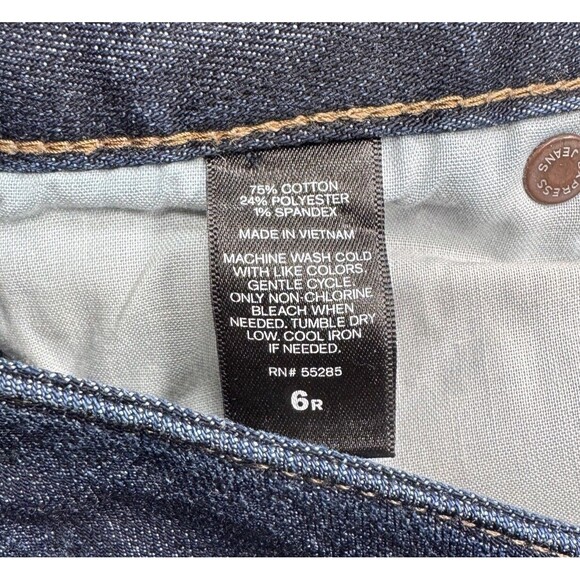 75% COTTON
24% POLYESTER
1% SPANDEX
MADE IN VIETNAM
MACHINE WASH COLD
WITH LIKE COLORS,
GENTLE CYCLE.
ONLY NON-CHLORINE
BLEACH WHEN
NEEDED. TUMBLE DRY
LOW. COOL IRON
IF NEEDED.
RN# 55285
6R
JEANS